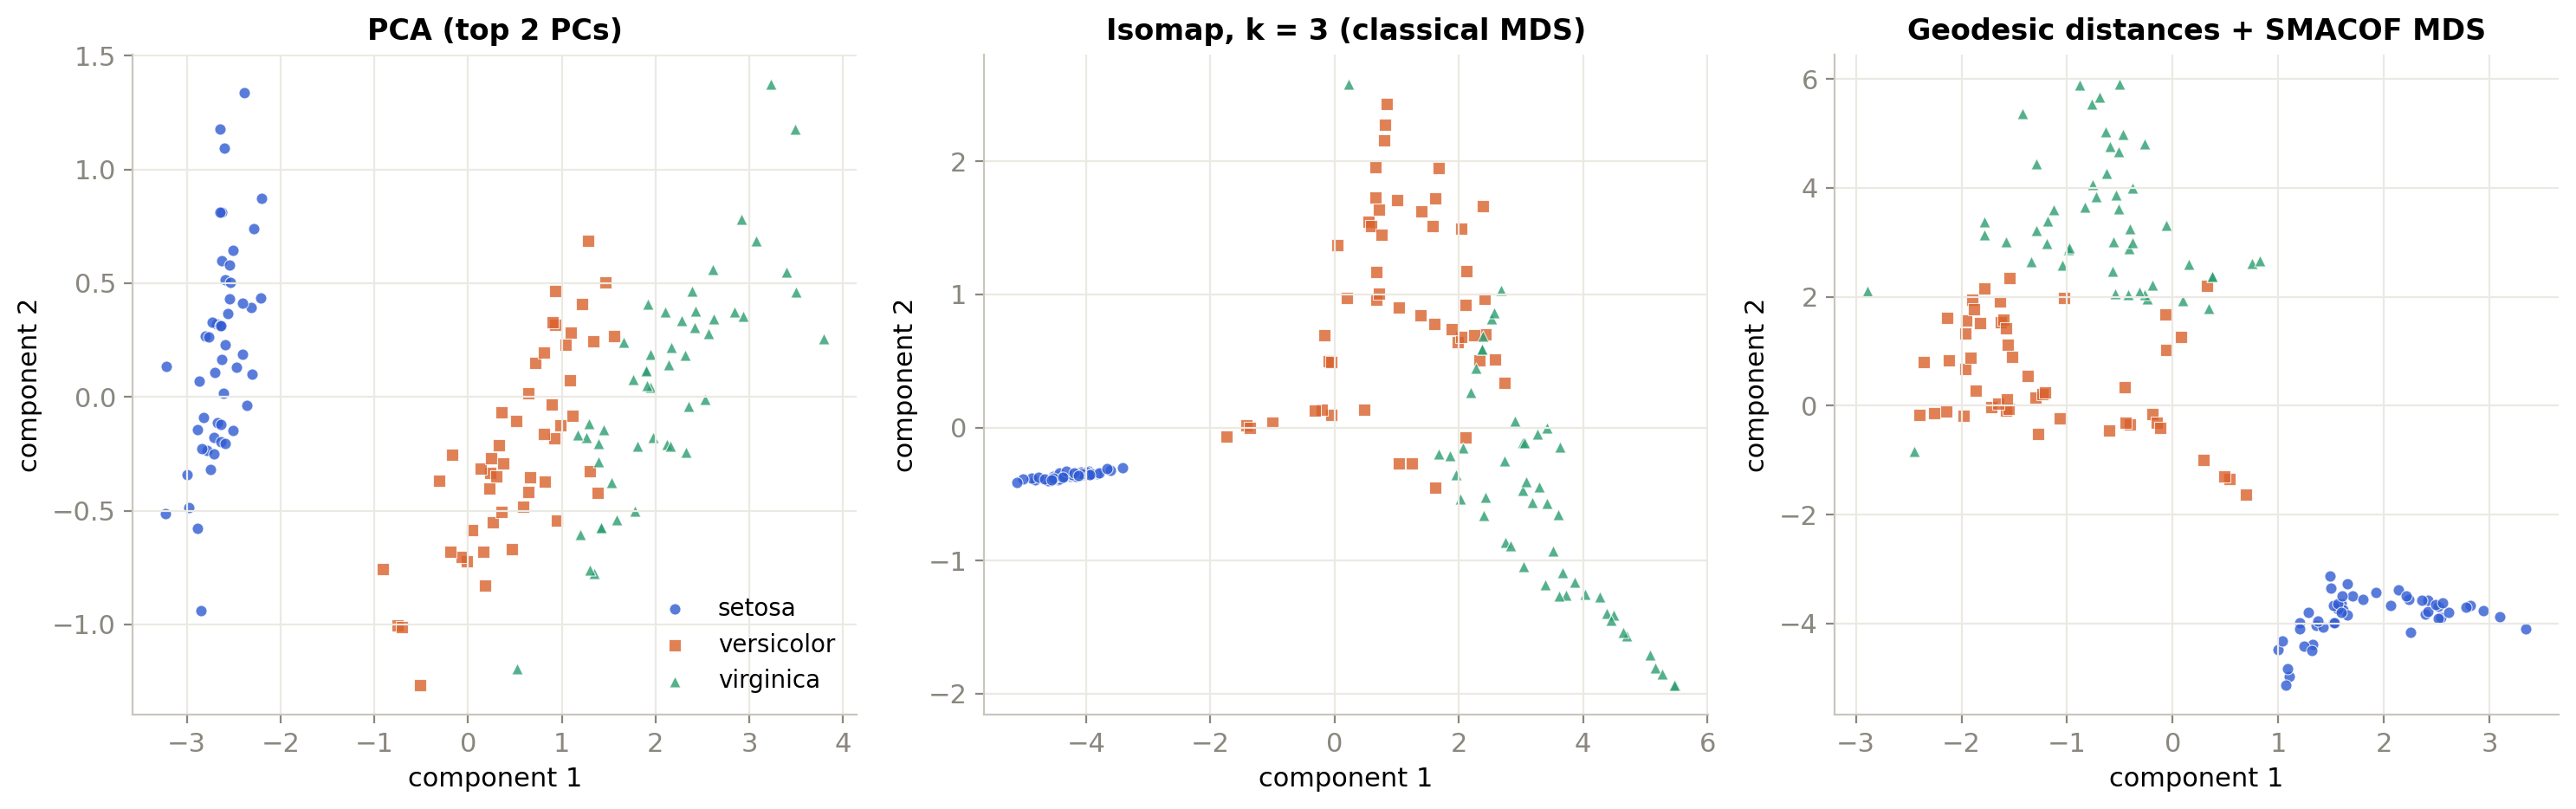 PCA (top 2 PCs)
component 2
1.5
1.0
0.5
0.0
−0.5
−1.0
−3 −2 −1 0 1 2 3 4
component 1
setosa
versicolor
virginica
Isomap, k = 3 (classical MDS)
component 2
2
1
0
−1
−2
−4 −2 0 2 4 6
component 1
Geodesic distances + SMACOF MDS
component 2
6
4
2
0
−2
−4
−3 −2 −1 0 1 2 3
component 1